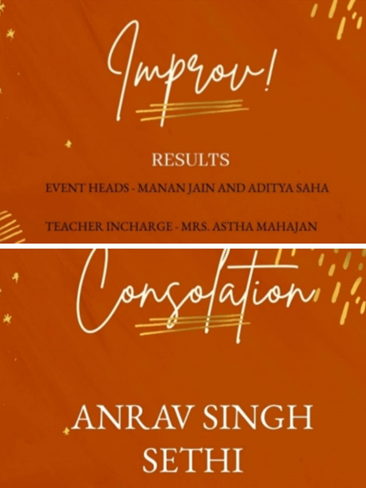 Improv!
RESULTS
EVENT HEADS - MANAN JAIN AND ADITYA SAHA
TEACHER INCHARGE - MRS. ASTHA MAHAJAN
Consolation
ANRAV SINGH
SETHI